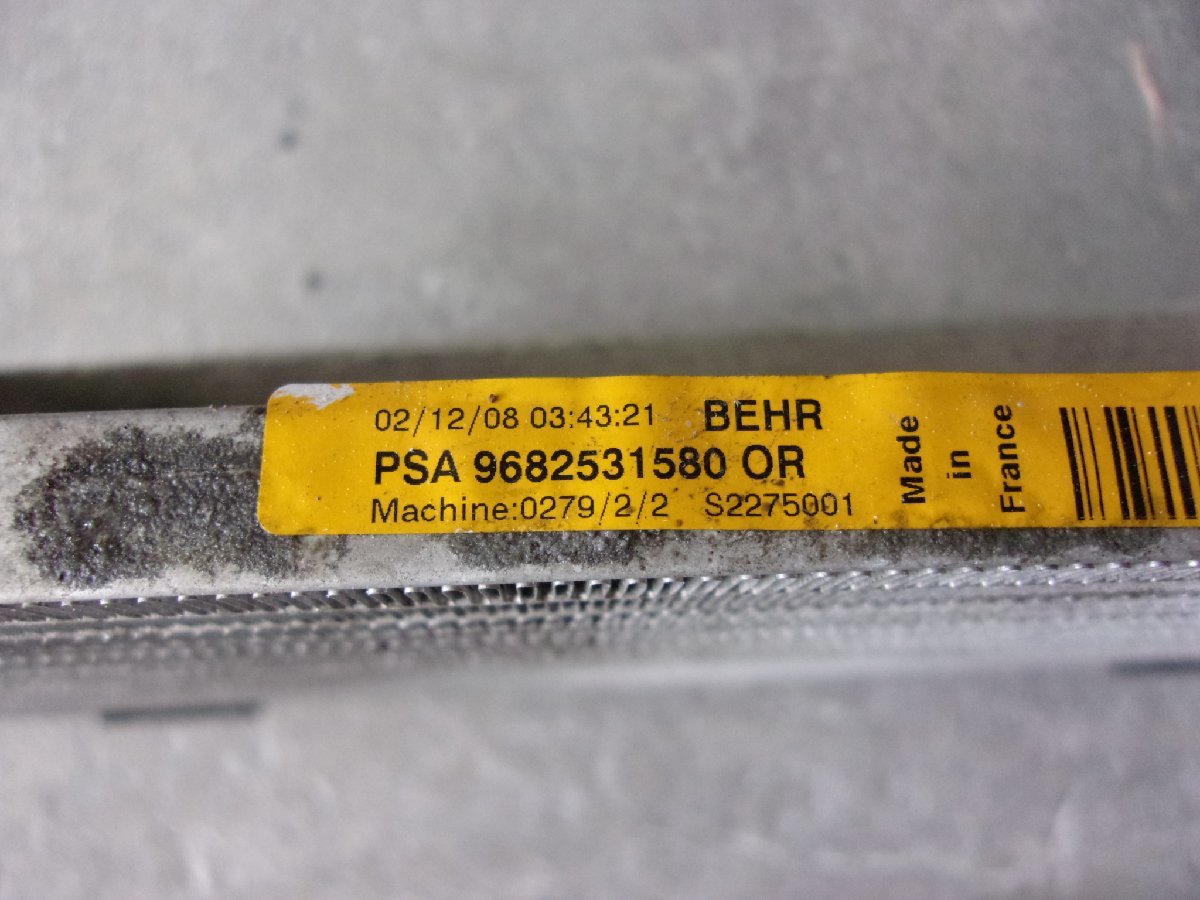 02/12/08 03:43:21 BEHR
PSA 9682531580 OR
Machine:0279/2/2 S2275001
Made
in
France